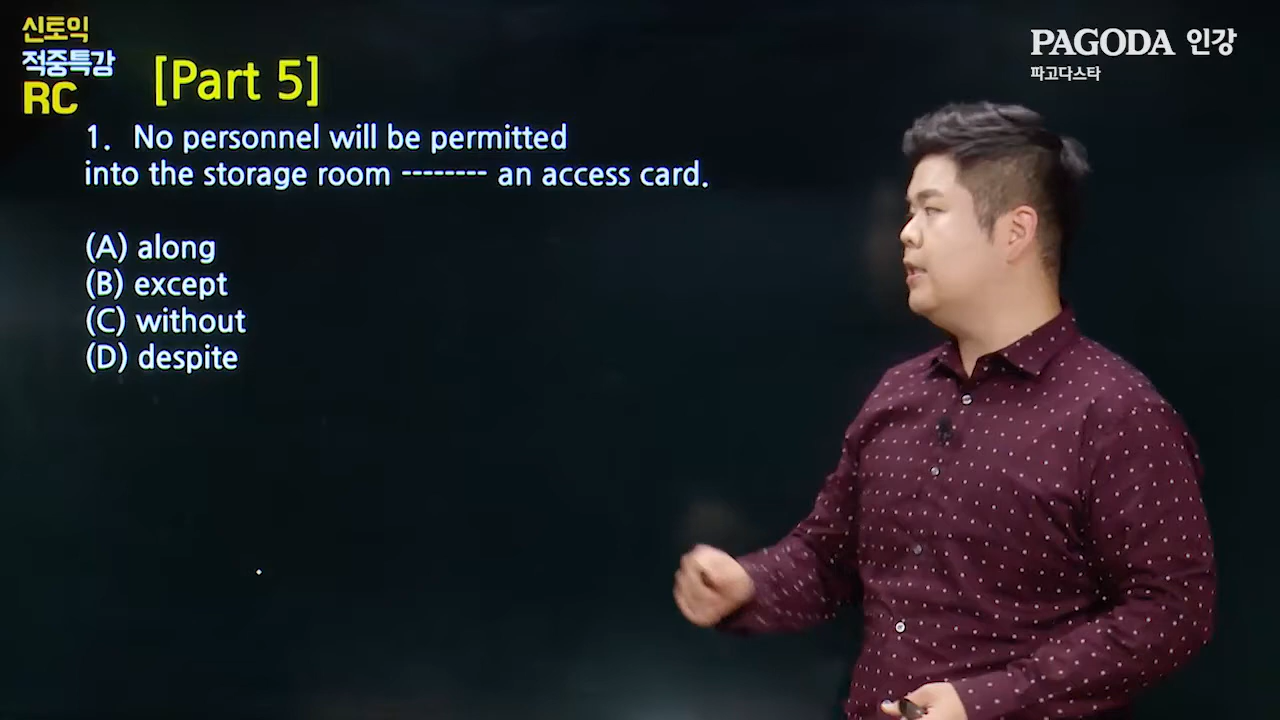 신토익
적중특강
RC
[Part 5]
PAGODA 인강
파고다스타
1. No personnel will be permitted
into the storage room -------- an access card.
(A) along
(B) except
(C) without
(D) despite